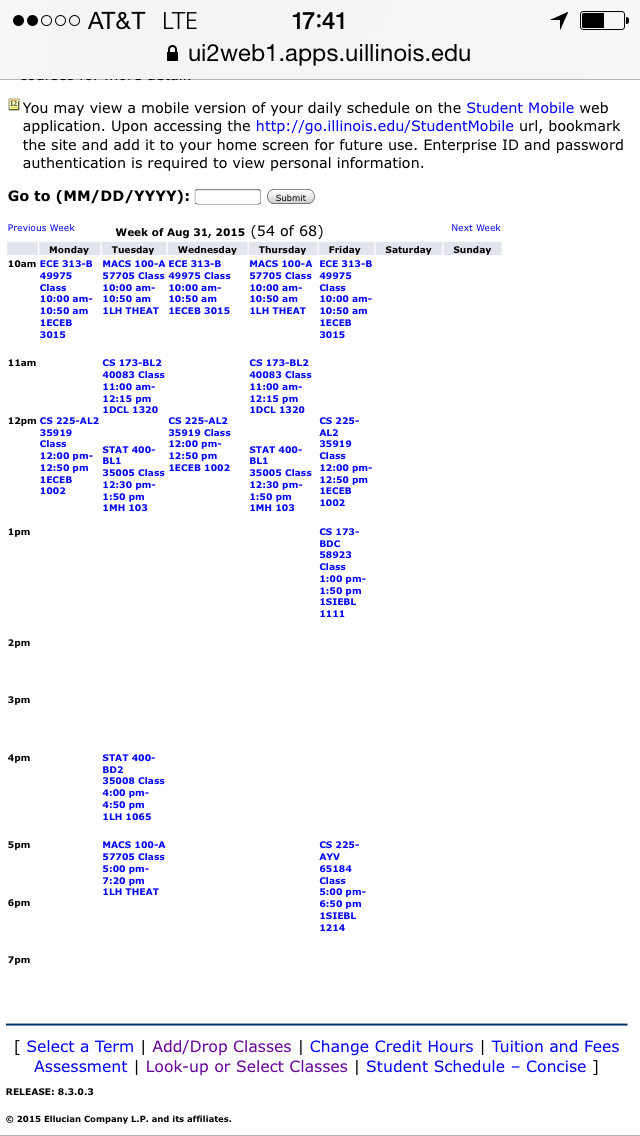 AT&T LTE 17:41
ui2web1.apps.uillinois.edu
You may view a mobile version of your daily schedule on the Student Mobile web
application. Upon accessing the http://go.illinois.edu/StudentMobile url, bookmark
the site and add it to your home screen for future use. Enterprise ID and password
authentication is required to view personal information.
Go to (MM/DD/YYYY): Submit
Previous Week Week of Aug 31, 2015 (54 of 68) Next Week
Monday Tuesday Wednesday Thursday Friday Saturday Sunday
10am ECE 313-B MACS 100-A ECE 313-B MACS 100-A ECE 313-B
49975 57705 Class 49975 Class 57705 Class 49975
Class 10:00 am- 10:00 am- 10:00 am- Class
10:00 am- 10:50 am 10:50 am 10:50 am 10:00 am-
10:50 am 1LH THEAT 1ECEB 3015 1LH THEAT 10:50 am
1ECEB 1ECEB
3015 3015
11am CS 173-BL2 CS 173-BL2
40083 Class 40083 Class
11:00 am- 11:00 am-
12:15 pm 12:15 pm
1DCL 1320 1DCL 1320
12pm CS 225-AL2 CS 225-AL2 CS 225-
35919 35919 Class AL2
Class STAT 400- 12:00 pm- STAT 400- 35919
12:00 pm- BL1 12:50 pm BL1 Class
12:50 pm 35005 Class 1ECEB 1002 35005 Class 12:00 pm-
1ECEB 12:30 pm- 12:30 pm- 12:50 pm
1002 1:50 pm 1:50 pm 1ECEB
1MH 103 1MH 103 1002
1pm CS 173-
BDC
58923
Class
1:00 pm-
1:50 pm
1SIEBL
1111
2pm
3pm
4pm STAT 400-
BD2
35008 Class
4:00 pm-
4:50 pm
1LH 1065
5pm MACS 100-A CS 225-
57705 Class AYV
5:00 pm- 65184
7:20 pm Class
1LH THEAT 5:00 pm-
6pm 6:50 pm
1SIEBL
1214
7pm
[ Select a Term | Add/Drop Classes | Change Credit Hours | Tuition and Fees
Assessment | Look-up or Select Classes | Student Schedule – Concise ]
RELEASE: 8.3.0.3
© 2015 Ellucian Company L.P. and its affiliates.